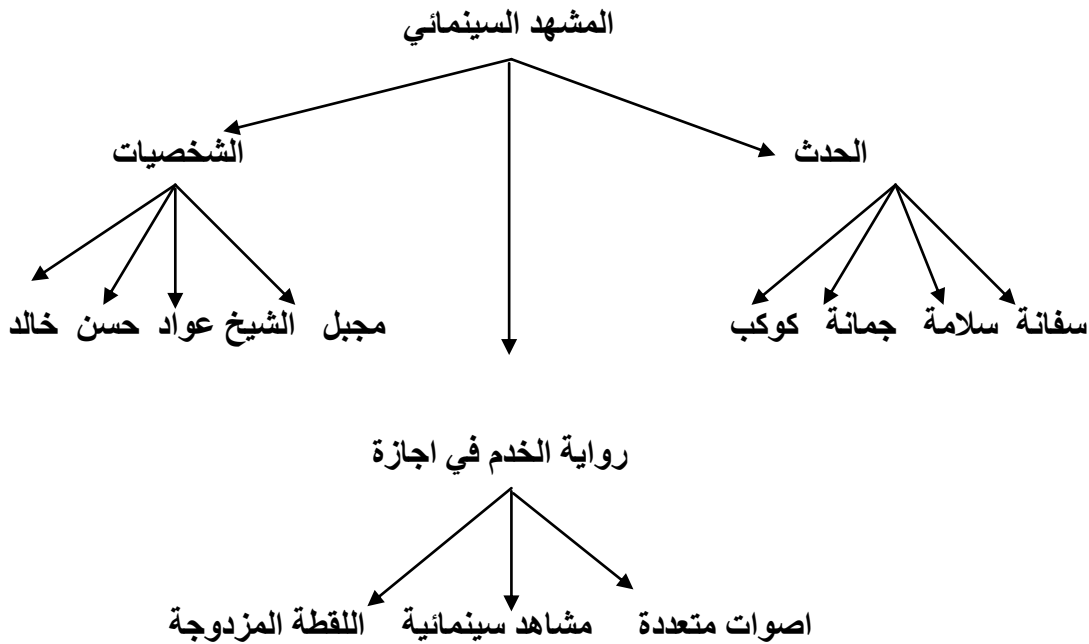 المشهد السينمائي
الحدث الشخصيات
سفانة سلامة جمانة كوكب مجبل الشيخ عواد حسن خالد
رواية الخدم في اجازة
اصوات متعددة مشاهد سينمائية اللقطة المزدوجة